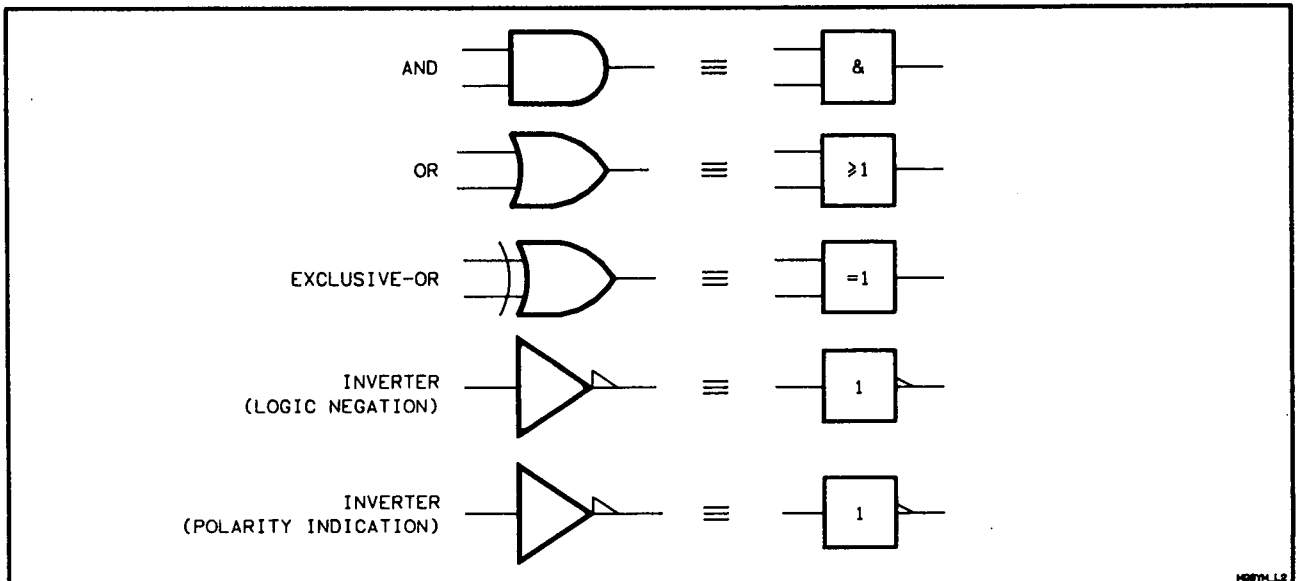 AND
≡
&
OR
≡
≥1
EXCLUSIVE-OR
≡
=1
INVERTER
(LOGIC NEGATION)
≡
1
INVERTER
(POLARITY INDICATION)
≡
1